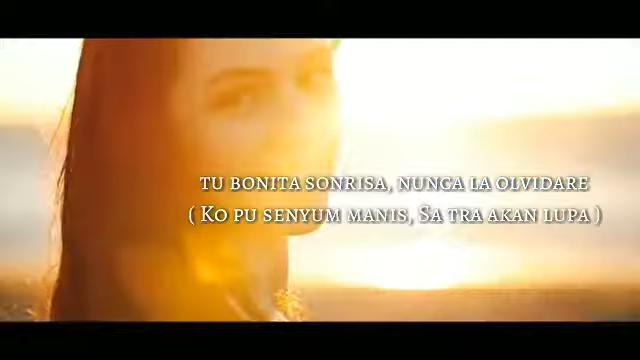 TU BONITA SONRISA, NUNCA LA OLVIDARE
( KO PU SENYUM MANIS, SA TRA AKAN LUPA )